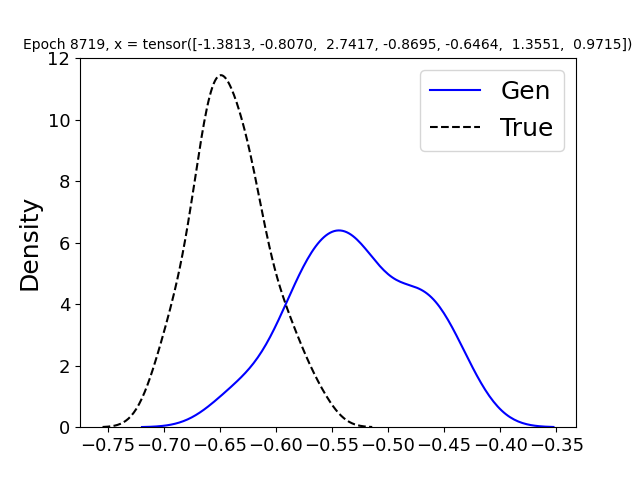 Epoch 8719, x = tensor([-1.3813, -0.8070,  2.7417, -0.8695, -0.6464,  1.3551,  0.9715])
12
Gen
True
10
8
6
4
2
0
Density
−0.75 −0.70 −0.65 −0.60 −0.55 −0.50 −0.45 −0.40 −0.35